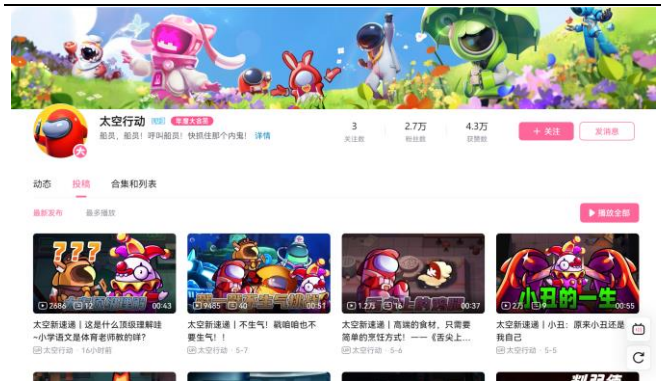 太空行动 年度大会员
船员，船员！呼叫船员！快抓住那个内鬼！ 详情
3 2.7万 4.3万
关注数 粉丝数 获赞数
+ 关注
发消息
动态 投稿 合集和列表
最新发布 最多播放
播放全部
777
小丑的一生
2686 12 00:43
9485 40 00:51
1.2万 16 00:37
2万 00:55
太空新速递丨这是什么顶级理解哇
~小学语文是体育老师教的咩？
UP 太空行动 · 16小时前
太空新速递丨不生气！戳啪啪也不
要生气！！
UP 太空行动 · 5-7
太空新速递丨高端的食材，只需要
简单的烹饪方式！——《舌尖上...
UP 太空行动 · 5-6
太空新速递丨小丑：原来小丑还是
我自己
UP 太空行动 · 5-5